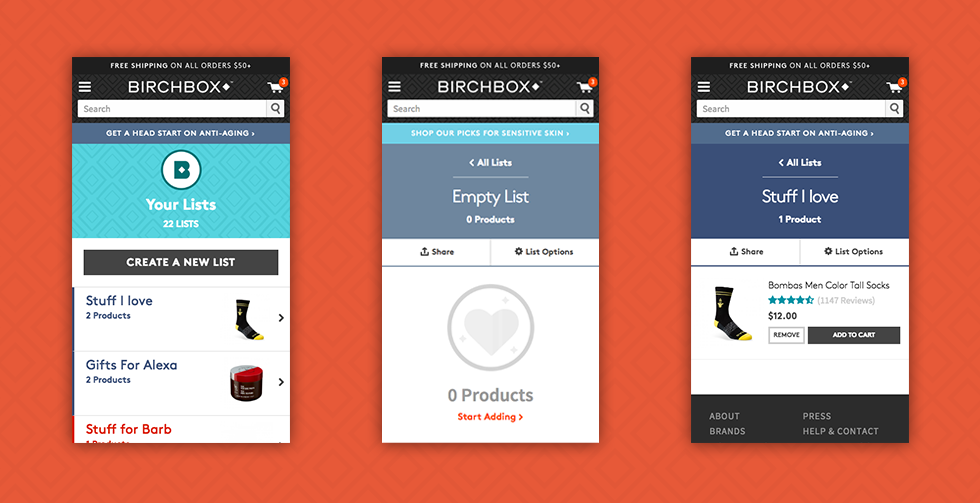 FREE SHIPPING ON ALL ORDERS $50+
BIRCHBOX
3
Search
GET A HEAD START ON ANTI-AGING ›
B
Your Lists
22 LISTS
CREATE A NEW LIST
Stuff I love
2 Products
Gifts For Alexa
2 Products
Stuff for Barb
1 Products
FREE SHIPPING ON ALL ORDERS $50+
BIRCHBOX
3
Search
SHOP OUR PICKS FOR SENSITIVE SKIN ›
‹ All Lists
Empty List
0 Products
Share
List Options
0 Products
Start Adding ›
FREE SHIPPING ON ALL ORDERS $50+
BIRCHBOX
3
Search
GET A HEAD START ON ANTI-AGING ›
‹ All Lists
Stuff I love
1 Product
Share
List Options
Bombas Men Color Tall Socks
(1147 Reviews)
$12.00
REMOVE
ADD TO CART
ABOUT
PRESS
BRANDS
HELP & CONTACT